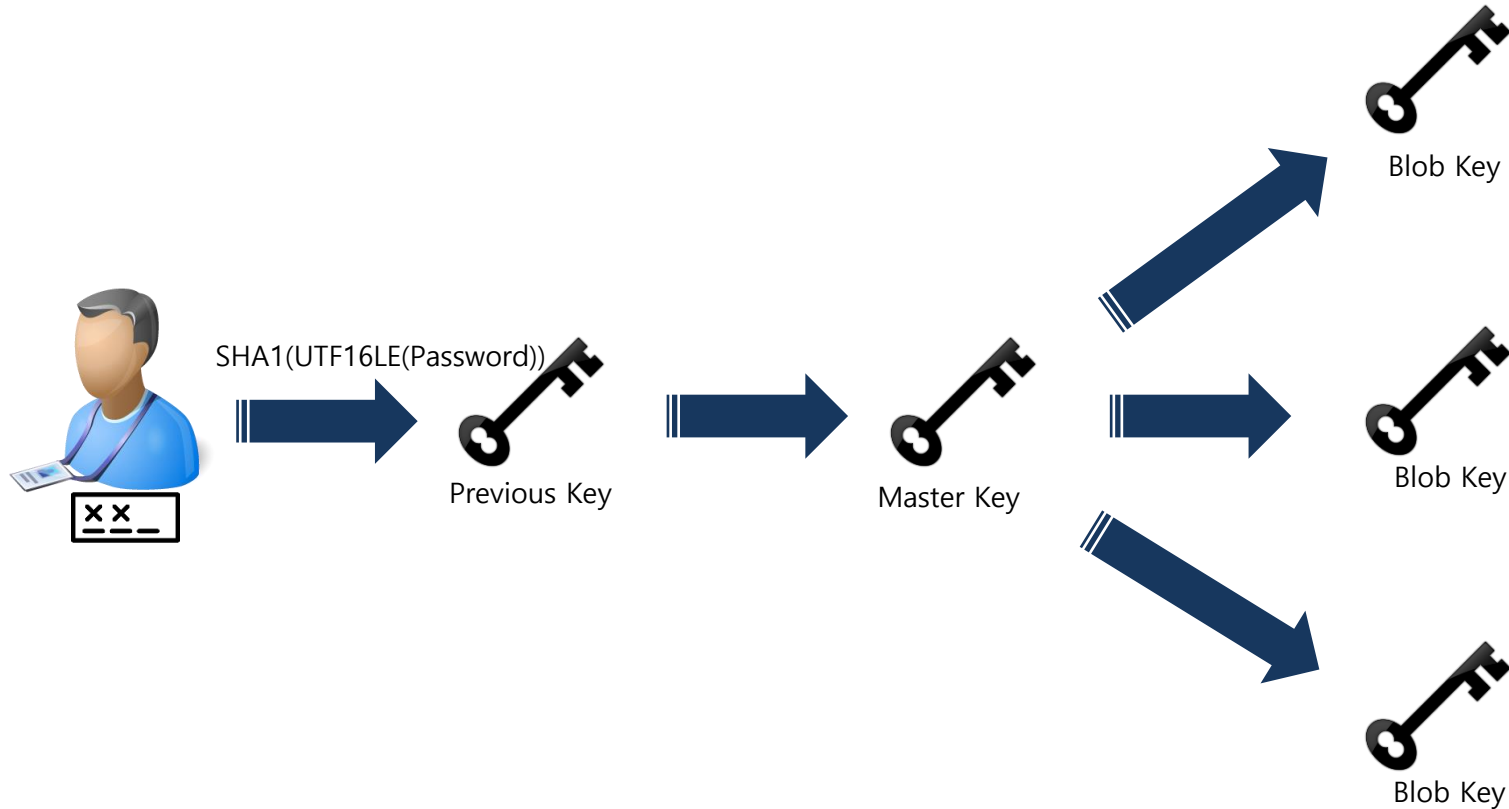 Blob Key
SHA1(UTF16LE(Password))
Previous Key
Master Key
Blob Key
Blob Key